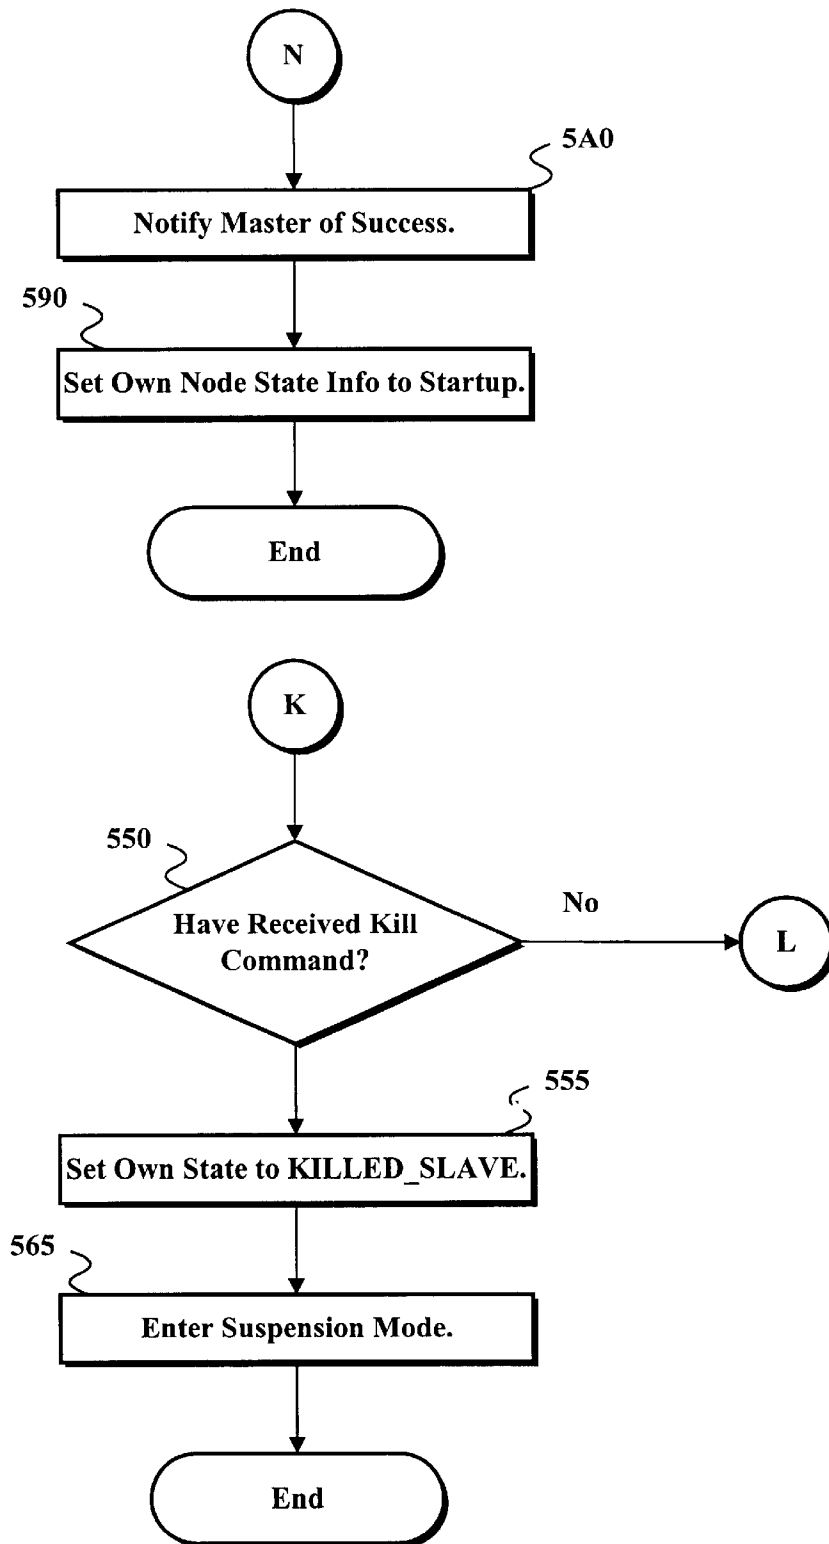 N
5A0
Notify Master of Success.
590
Set Own Node State Info to Startup.
End
K
550
Have Received Kill
Command?
No
L
555
Set Own State to KILLED_SLAVE.
565
Enter Suspension Mode.
End